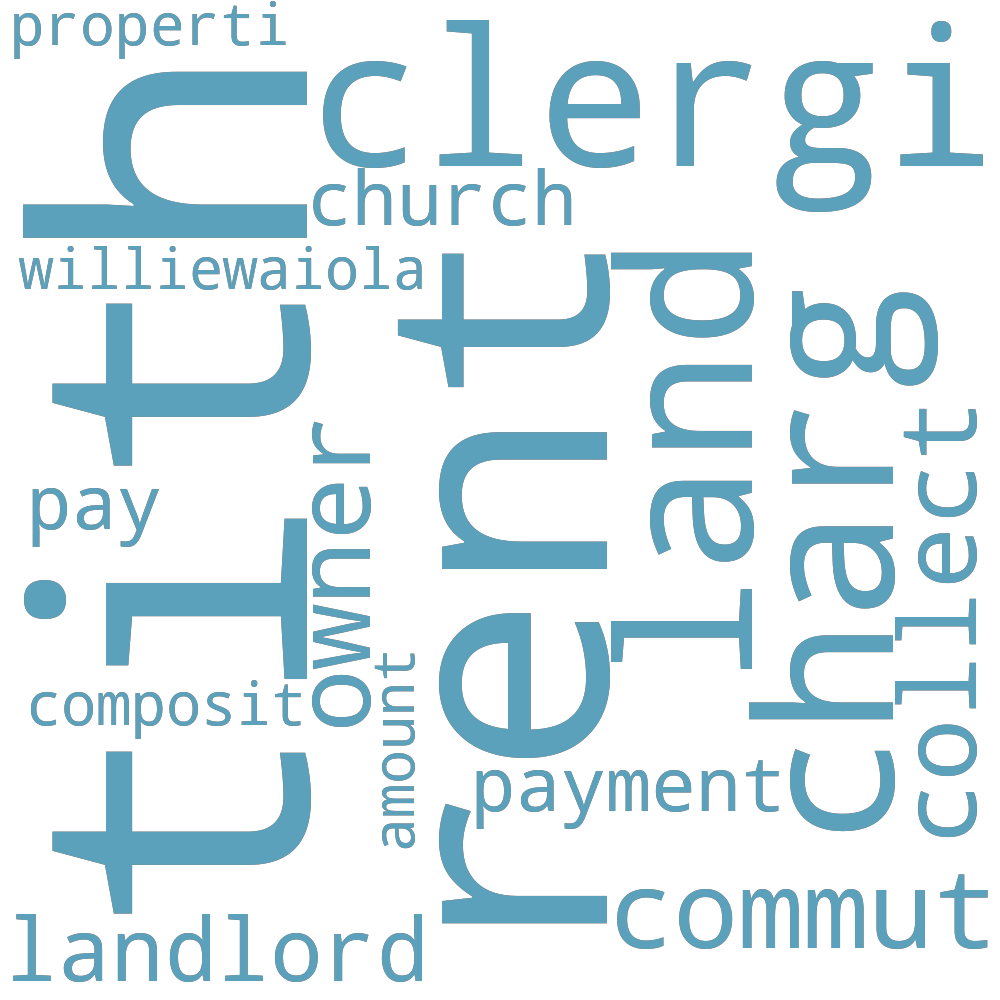 properti
clergi
church
williewaiola
tith
rent
land
charg
collect
owner
pay
composit
amount
payment
commut
landlord